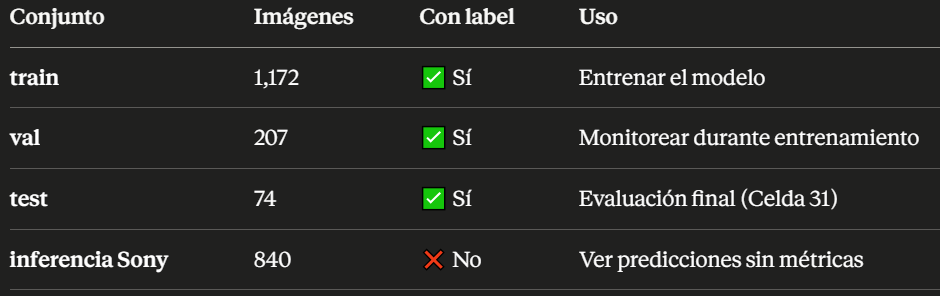 Conjunto Imágenes Con label Uso
train 1,172 ✅ Sí Entrenar el modelo
val 207 ✅ Sí Monitorear durante entrenamiento
test 74 ✅ Sí Evaluación final (Celda 31)
inferencia Sony 840 ❌ No Ver predicciones sin métricas